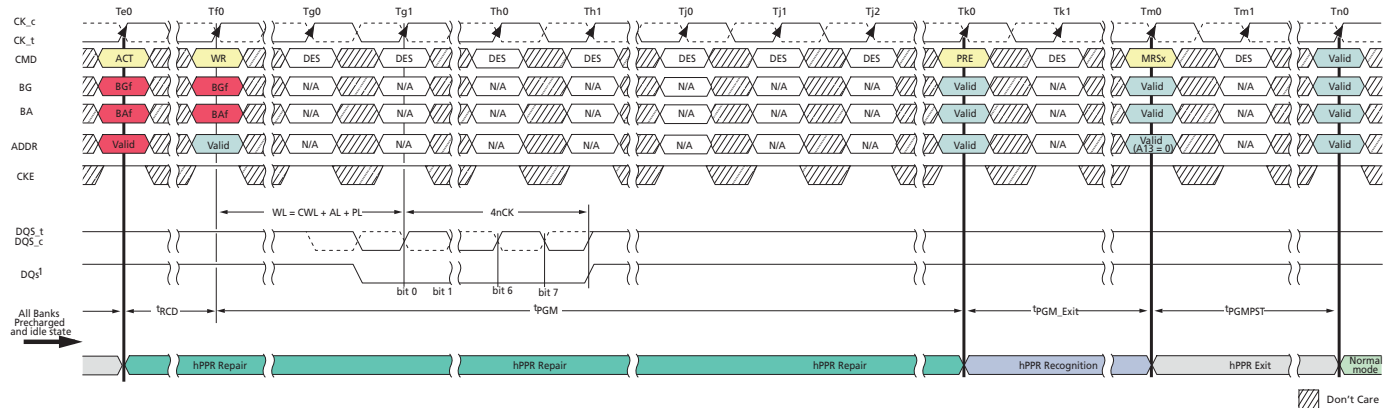 Te0 Tf0 Tg0 Tg1 Th0 Th1 Tj0 Tj1 Tj2 Tk0 Tk1 Tm0 Tm1 Tn0
CK_c
CK_t
CMD ACT WR DES DES DES DES DES DES DES PRE DES MRSx DES Valid
BG BGf BGf N/A N/A N/A N/A N/A N/A N/A Valid N/A Valid N/A Valid
BA BAf BAf N/A N/A N/A N/A N/A N/A N/A Valid N/A Valid N/A Valid
ADDR Valid Valid N/A N/A N/A N/A N/A N/A N/A Valid N/A Valid (A13 = 0) N/A Valid
CKE
WL = CWL + AL + PL 4nCK
DQS_t
DQS_c
DQs1
bit 0 bit 1 bit 6 bit 7
All Banks
Precharged
and idle state
tRCD tPGM tPGM_Exit tPGMPST
hPPR Repair hPPR Repair hPPR Repair hPPR Recognition hPPR Exit Normal
mode
Don't Care